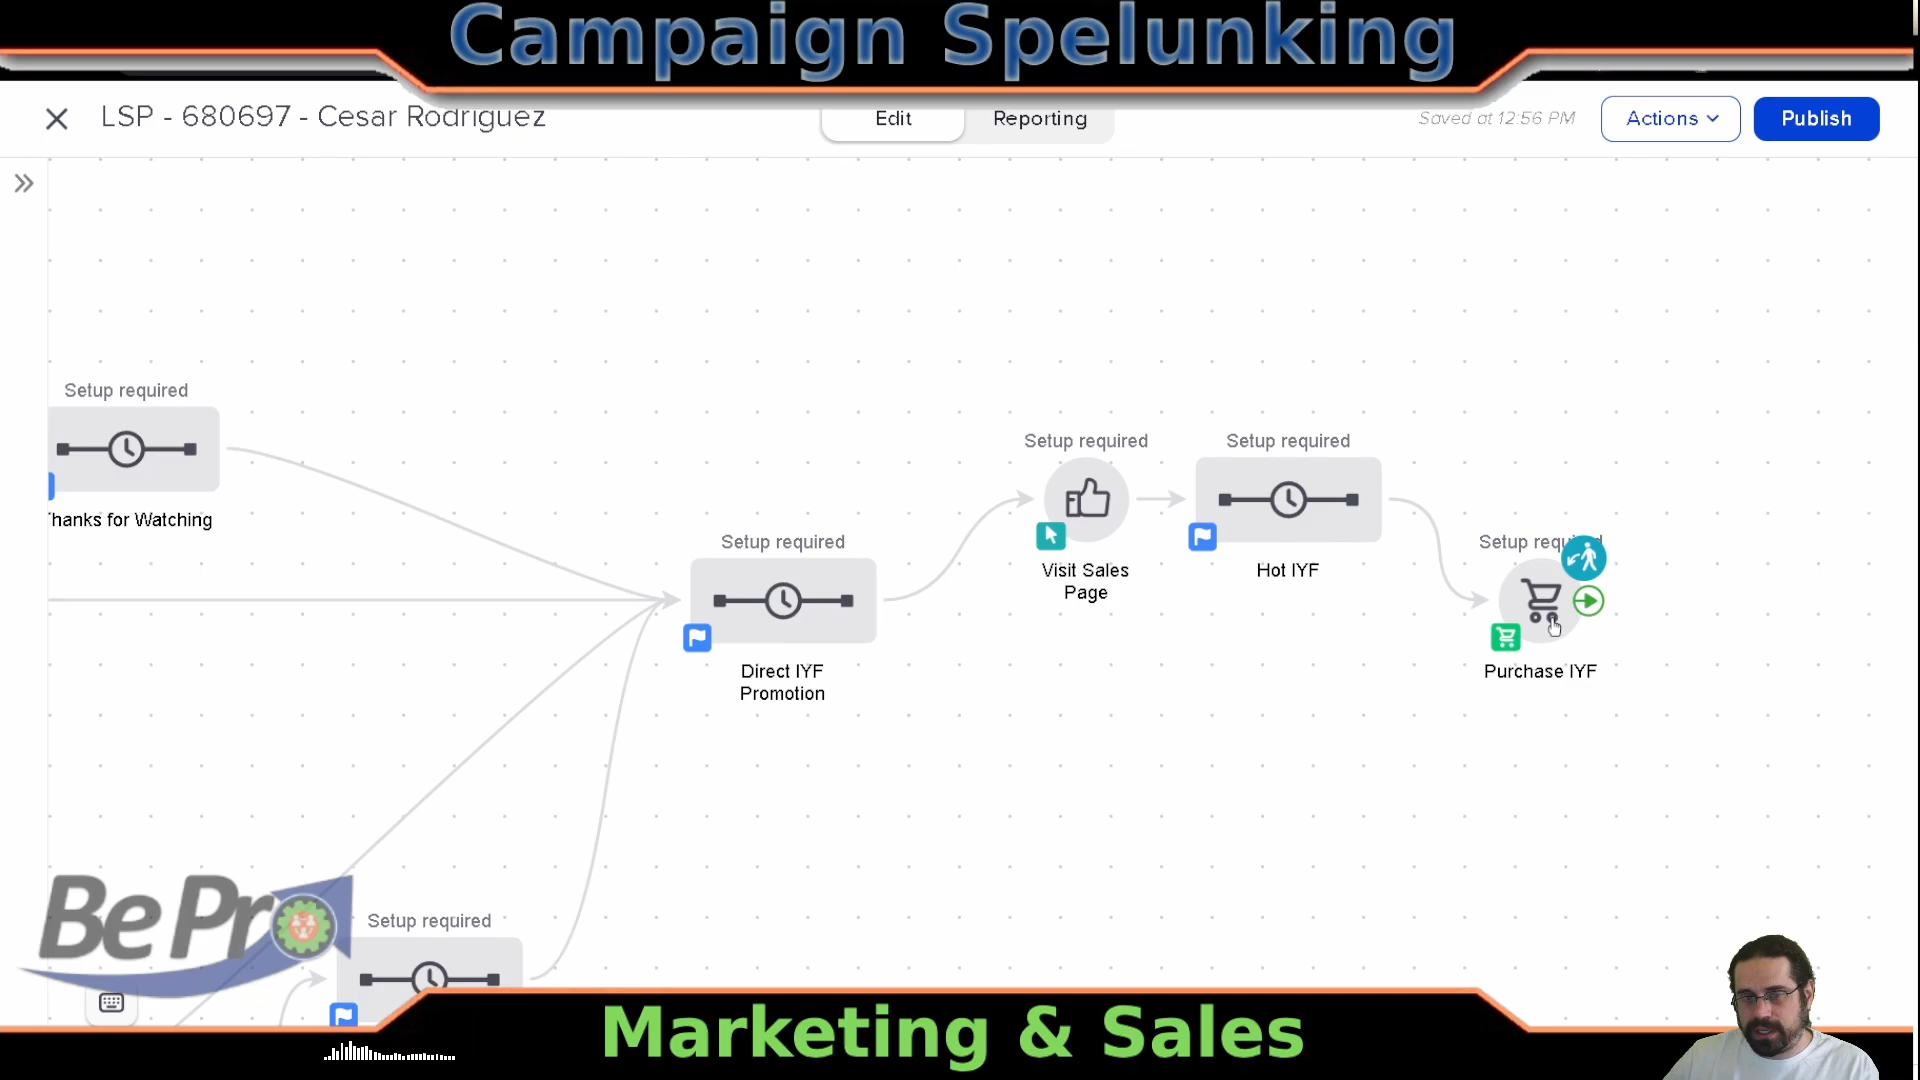 Campaign Spelunking
LSP - 680697 - Cesar Rodriguez
Edit
Reporting
Saved at 12:56 PM
Actions
Publish
Setup required
hanks for Watching
Setup required
Direct IYF
Promotion
Setup required
Visit Sales
Page
Setup required
Hot IYF
Setup requ
Purchase IYF
Be Pro
Setup required
Marketing & Sales